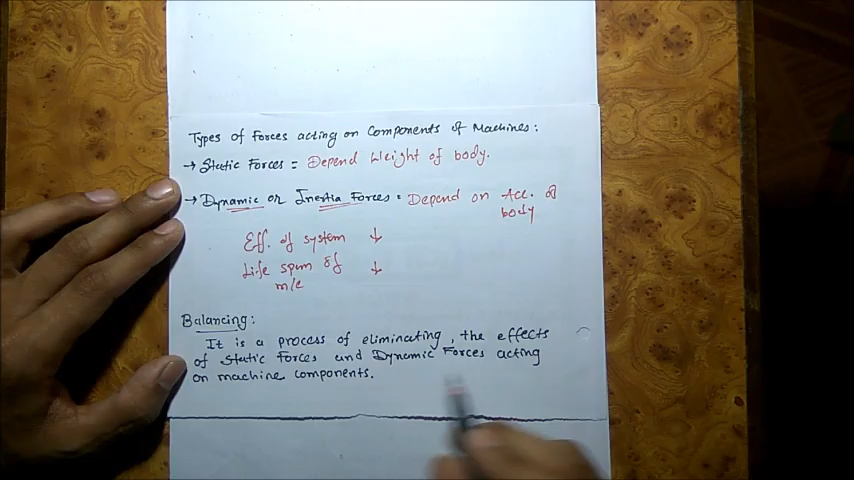 Types of Forces acting on Components of Machines:
→ Static Forces = Depend Weight of body.
→ Dynamic or Inertia Forces = Depend on Acc. of
body
Eff. of system ↓
Life span of ↓
m/c
Balancing:
It is a process of eliminating, the effects
of Static Forces and Dynamic Forces acting
on machine components.